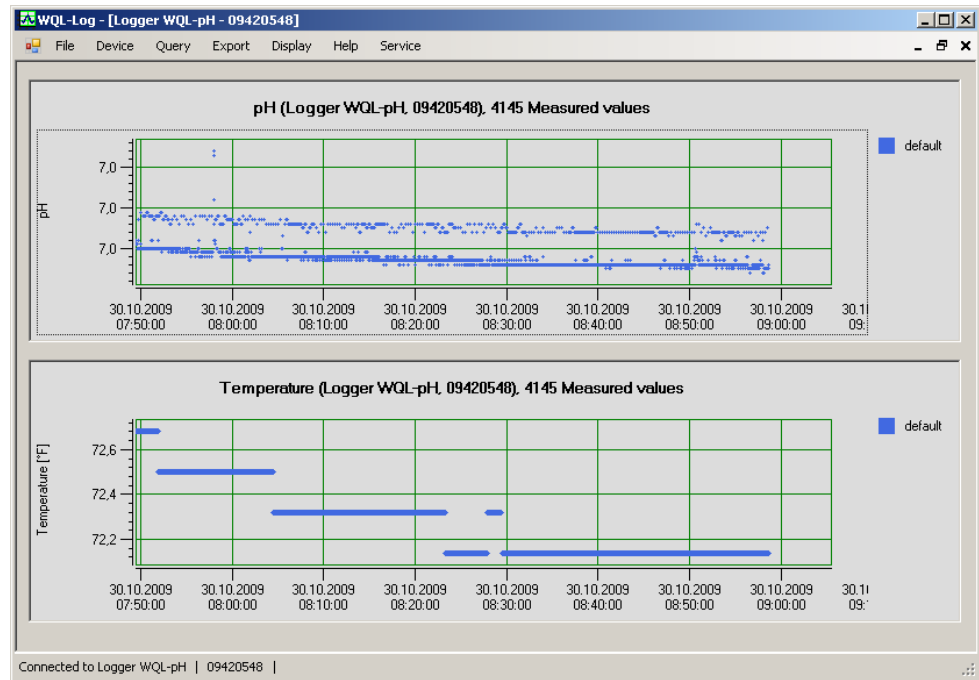 WQL-Log - [Logger WQL-pH - 09420548]
File Device Query Export Display Help Service
pH (Logger WQL-pH, 09420548), 4145 Measured values
default
7,0
7,0
7,0
pH
30.10.2009 30.10.2009 30.10.2009 30.10.2009 30.10.2009 30.10.2009 30.10.2009 30.10.2009 30.1
07:50:00 08:00:00 08:10:00 08:20:00 08:30:00 08:40:00 08:50:00 09:00:00 09:
Temperature (Logger WQL-pH, 09420548), 4145 Measured values
default
72,6
72,4
72,2
Temperature [°F]
30.10.2009 30.10.2009 30.10.2009 30.10.2009 30.10.2009 30.10.2009 30.10.2009 30.10.2009 30.1
07:50:00 08:00:00 08:10:00 08:20:00 08:30:00 08:40:00 08:50:00 09:00:00 09:
Connected to Logger WQL-pH | 09420548 |